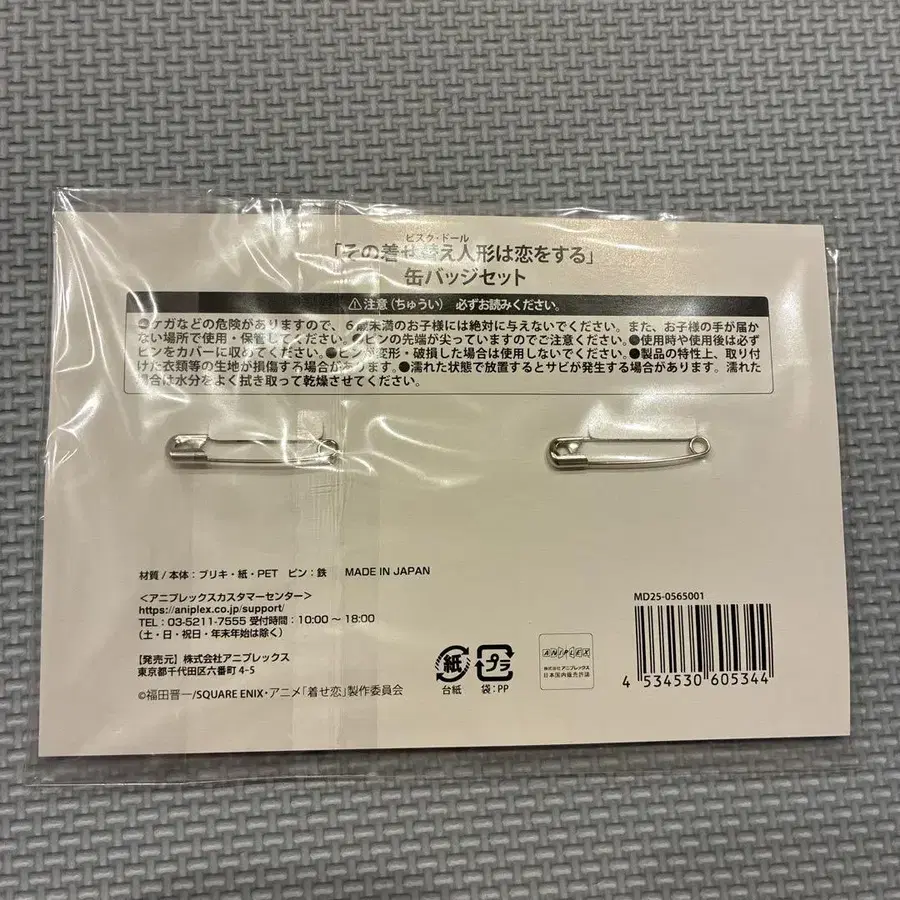 ビスク・ドール
「その着せ替え人形は恋をする」
缶バッジセット
⚠注意（ちゅうい） 必ずお読みください。
●ケガなどの危険がありますので、6歳未満のお子様には絶対に与えないでください。また、お子様の手が届か
ない場所で使用・保管してください。●ピンの先端が尖っていますのでご注意ください。●使用時や使用後は必ず
ピンをカバーに収めてください。●ピンが変形・破損した場合は使用しないでください。●製品の特性上、取り付
けた衣類等の生地が損傷する場合があります。●濡れた状態で放置するとサビが発生する場合があります。濡れた
場合は水分をよく拭き取って乾燥させてください。
材質/本体：ブリキ・紙・PET ピン：鉄 MADE IN JAPAN
＜アニプレックスカスタマーセンター＞
https://aniplex.co.jp/support/
TEL：03-5211-7555 受付時間：10:00 ～ 18:00
（土・日・祝日・年末年始は除く）
【発売元】株式会社アニプレックス
東京都千代田区六番町 4-5
©福田晋一/SQUARE ENIX・アニメ「着せ恋」製作委員会
紙
台紙
プラ
袋：PP
ANIPLEX
株式会社アニプレックス
日本国内販売許諾
MD25-0565001
4 534530 605344